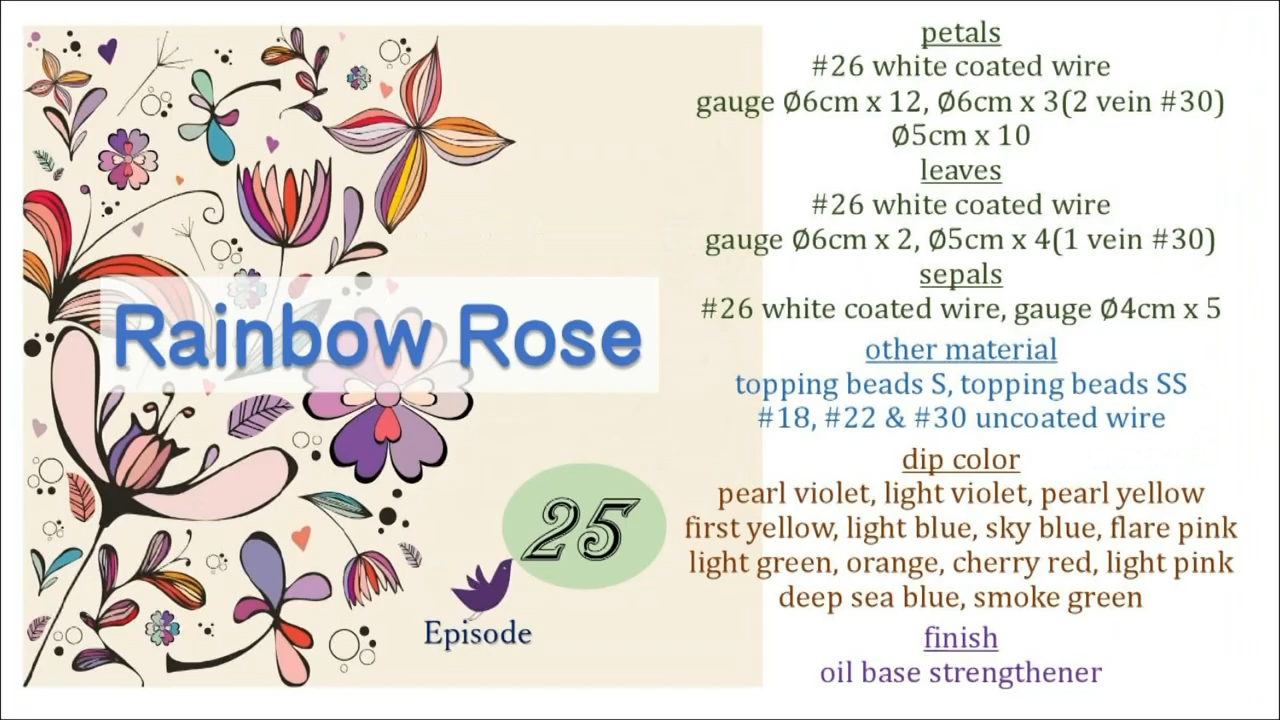 Rainbow Rose
25
Episode
petals
#26 white coated wire
gauge Ø6cm x 12, Ø6cm x 3(2 vein #30)
Ø5cm x 10
leaves
#26 white coated wire
gauge Ø6cm x 2, Ø5cm x 4(1 vein #30)
sepals
#26 white coated wire, gauge Ø4cm x 5
other material
topping beads S, topping beads SS
#18, #22 & #30 uncoated wire
dip color
pearl violet, light violet, pearl yellow
first yellow, light blue, sky blue, flare pink
light green, orange, cherry red, light pink
deep sea blue, smoke green
finish
oil base strengthener